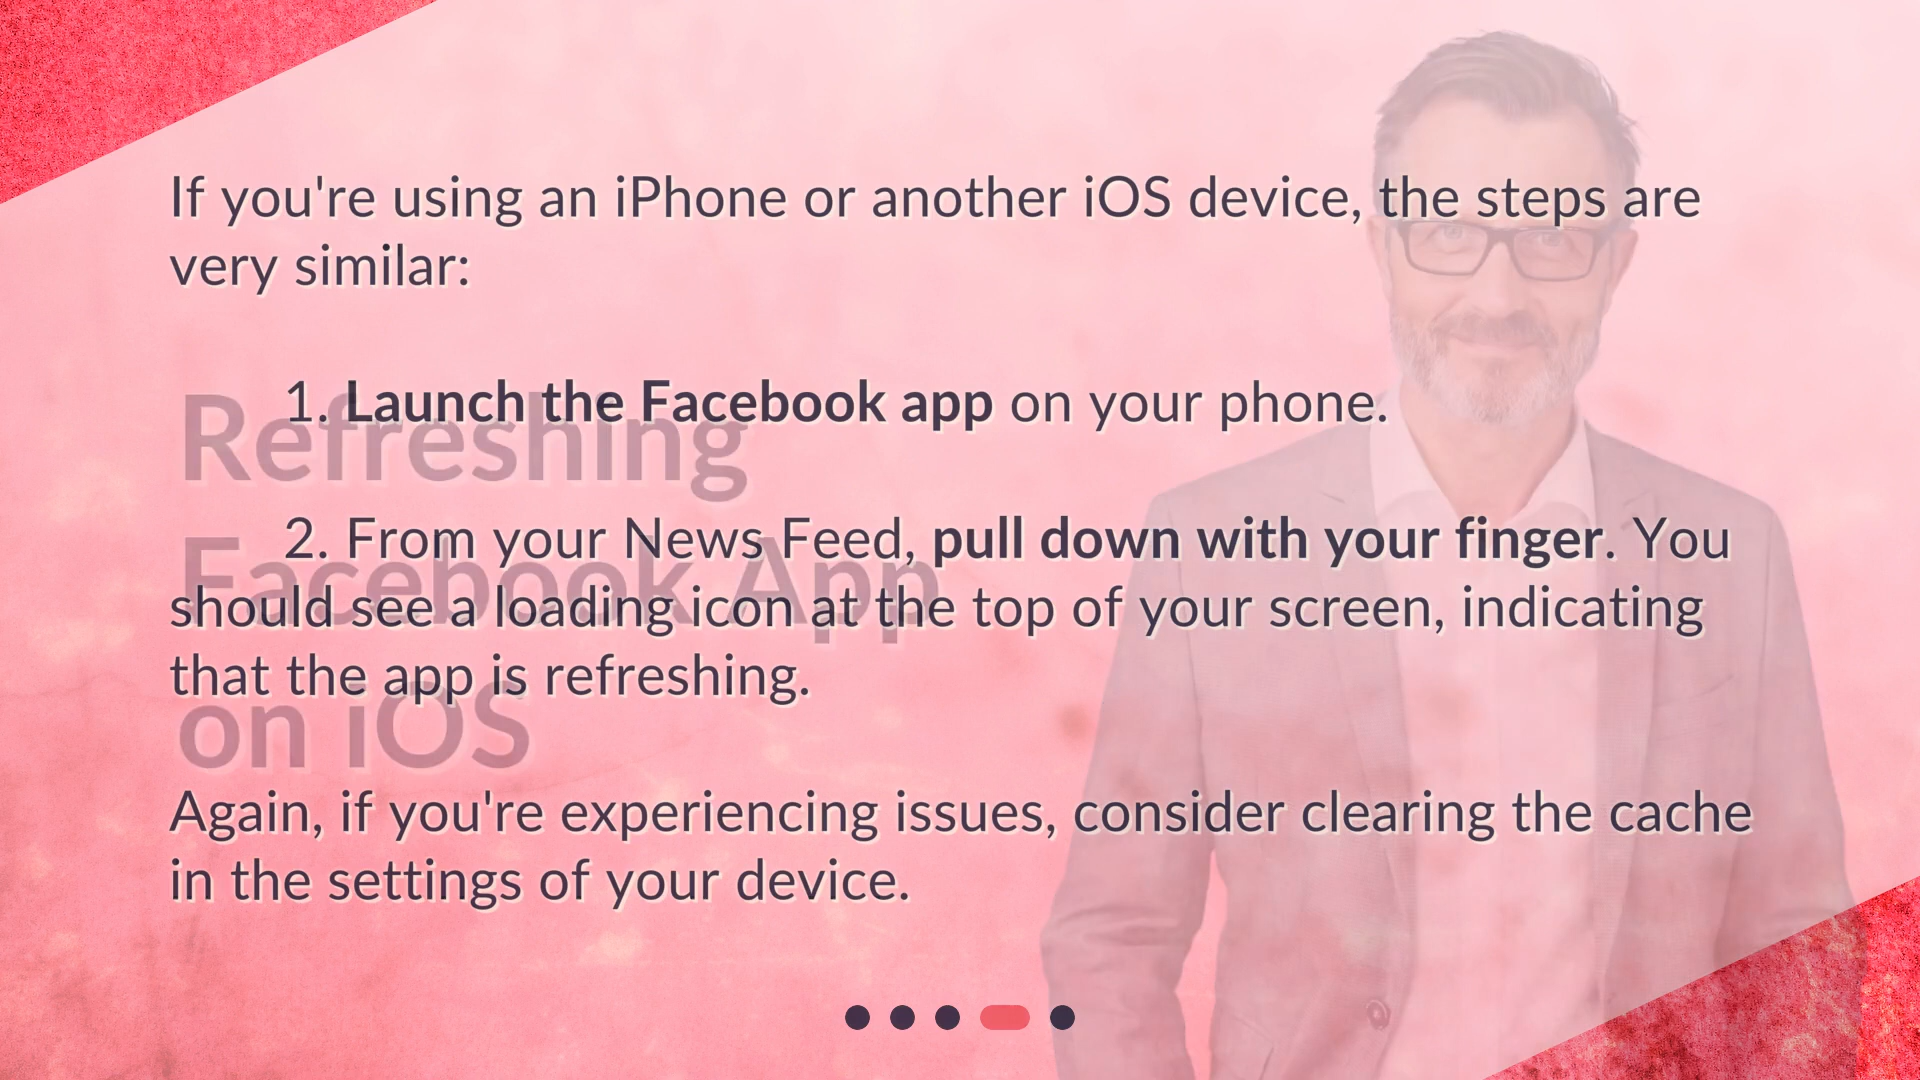 If you're using an iPhone or another iOS device, the steps are
very similar:
1. Launch the Facebook app on your phone.
Refreshing
2. From your News Feed, pull down with your finger. You
Facebook App
should see a loading icon at the top of your screen, indicating
that the app is refreshing.
on iOS
Again, if you're experiencing issues, consider clearing the cache
in the settings of your device.